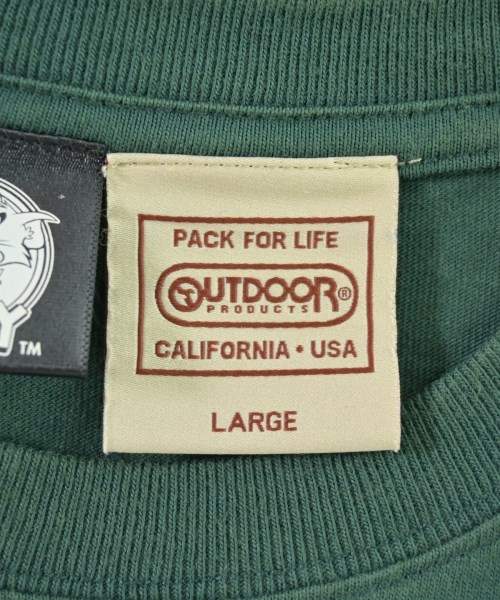 PACK FOR LIFE
OUTDOOR®
PRODUCTS
CALIFORNIA • USA
LARGE
Y
TM